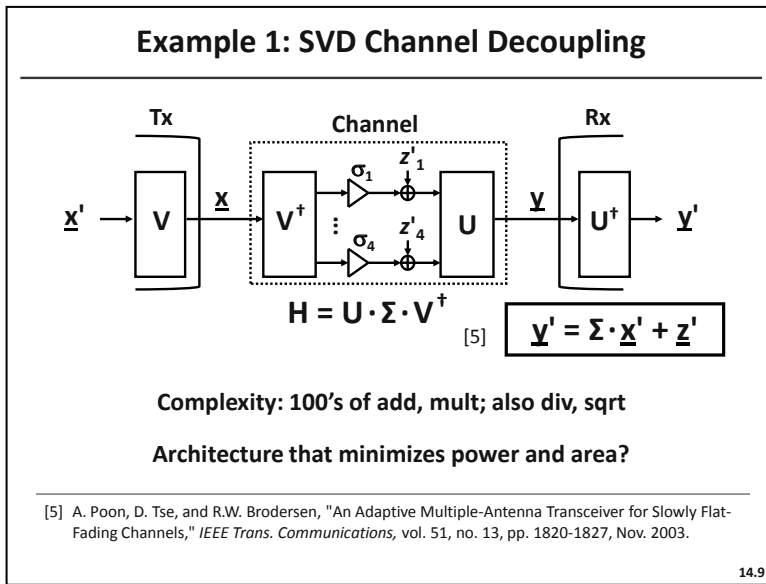 Example 1: SVD Channel Decoupling
Tx
Channel
Rx
x' V x V† σ1 z'1 U y U† y'
⋮
σ4 z'4
H = U·Σ·V†
[5] y' = Σ·x' + z'
Complexity: 100's of add, mult; also div, sqrt
Architecture that minimizes power and area?
[5] A. Poon, D. Tse, and R.W. Brodersen, "An Adaptive Multiple-Antenna Transceiver for Slowly Flat-
Fading Channels," IEEE Trans. Communications, vol. 51, no. 13, pp. 1820-1827, Nov. 2003.
14.9